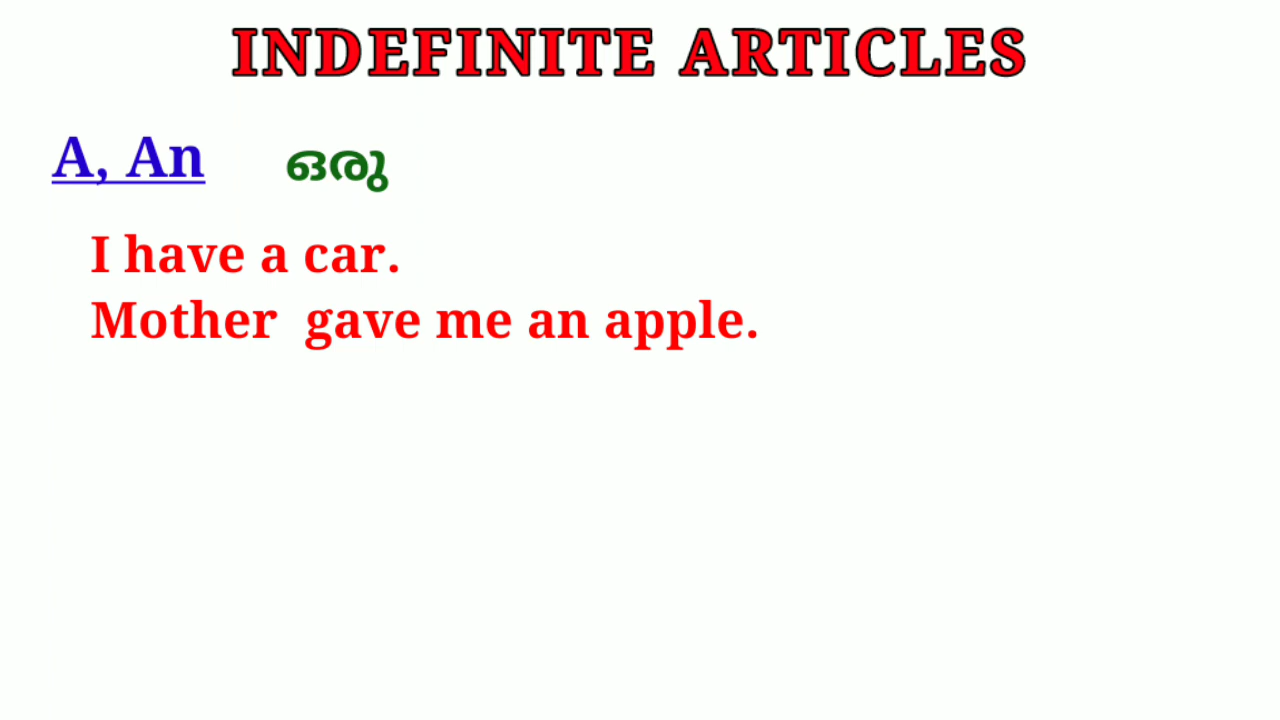 INDEFINITE ARTICLES
A, An ഒരു
I have a car.
Mother gave me an apple.